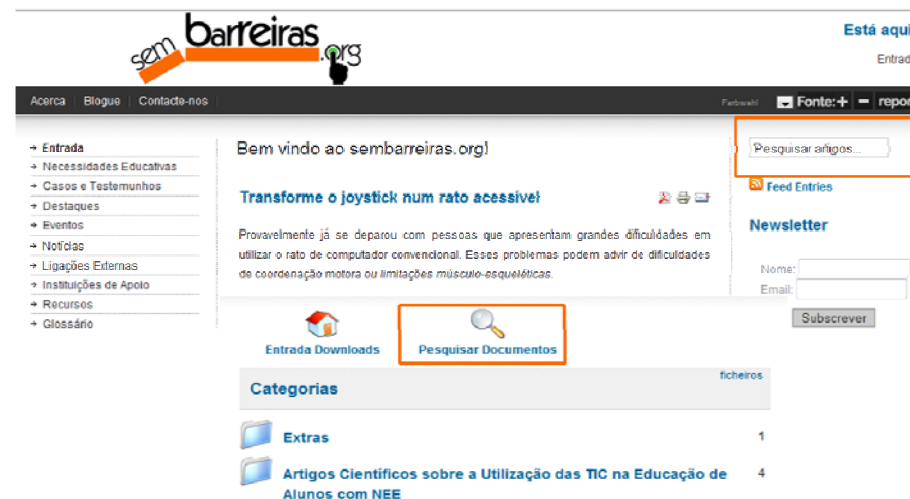 sem barreiras .org
Está aqui
Entrad
Acerca Blogue Contacte-nos
Farbwahl Fonte:+ - repor
Entrada
Necessidades Educativas
Casos e Testemunhos
Destaques
Eventos
Notícias
Ligações Externas
Instituições de Apoio
Recursos
Glossário
Bem vindo ao sembarreiras.org!
Transforme o joystick num rato acessível
Provavelmente já se deparou com pessoas que apresentam grandes dificuldades em
utilizar o rato de computador convencional. Esses problemas podem advir de dificuldades
de coordenação motora ou limitações músculo-esqueléticas.
Pesquisar artigos...
Feed Entries
Newsletter
Nome:
Email:
Subscrever
Entrada Downloads Pesquisar Documentos
Categorias ficheiros
Extras 1
Artigos Científicos sobre a Utilização das TIC na Educação de 4
Alunos com NEE